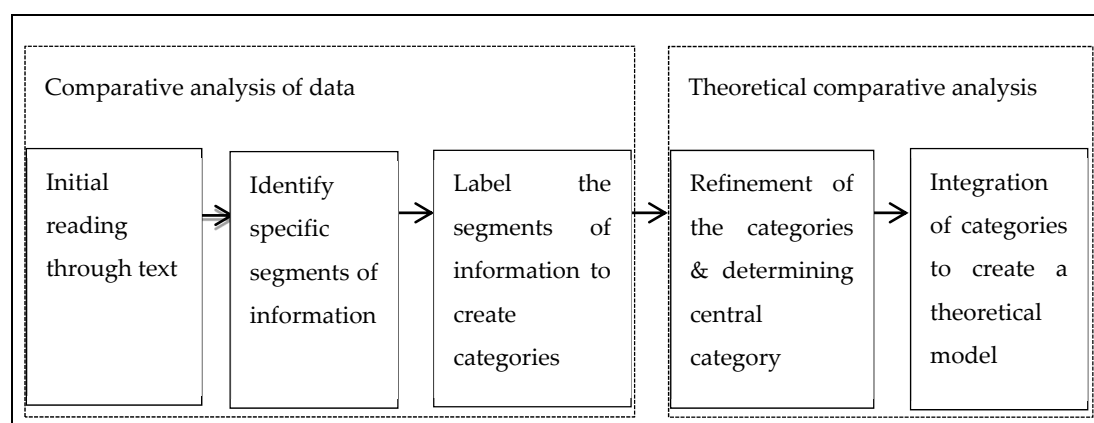 Comparative analysis of data
Initial
reading
through text
Identify
specific
segments of
information
Label the
segments of
information to
create
categories
Theoretical comparative analysis
Refinement of
the categories
& determining
central
category
Integration
of categories
to create a
theoretical
model